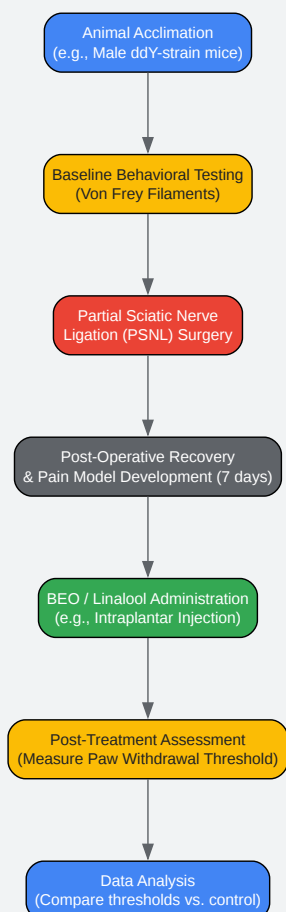 Animal Acclimation
(e.g., Male ddY-strain mice)
Baseline Behavioral Testing
(Von Frey Filaments)
Partial Sciatic Nerve
Ligation (PSNL) Surgery
Post-Operative Recovery
& Pain Model Development (7 days)
BEO / Linalool Administration
(e.g., Intraplantar Injection)
Post-Treatment Assessment
(Measure Paw Withdrawal Threshold)
Data Analysis
(Compare thresholds vs. control)